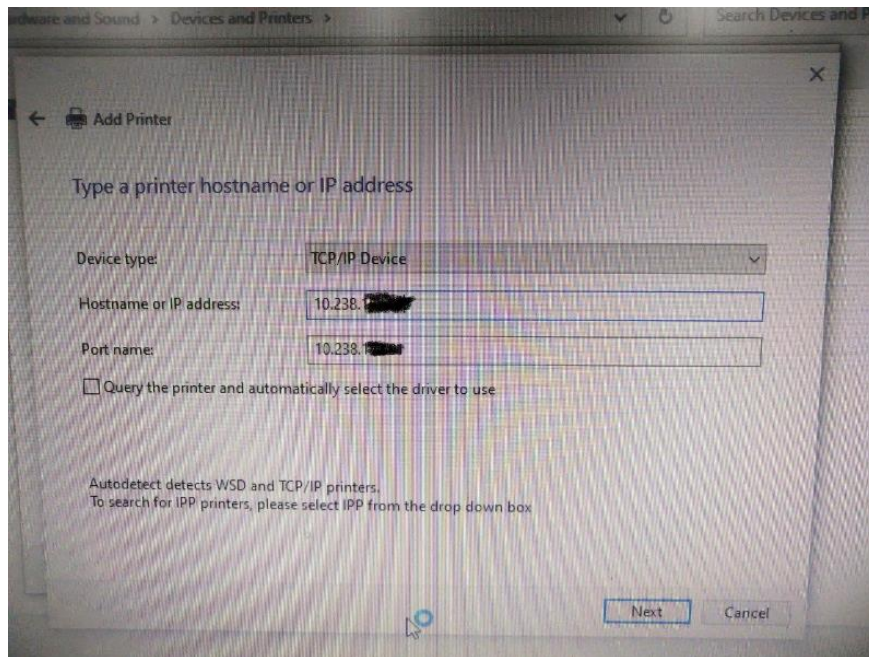 Hardware and Sound > Devices and Printers >
Search Devices and P
Add Printer
Type a printer hostname or IP address
Device type: TCP/IP Device
Hostname or IP address: 10.238.1
Port name: 10.238.1
Query the printer and automatically select the driver to use
Autodetect detects WSD and TCP/IP printers.
To search for IPP printers, please select IPP from the drop down box
Next Cancel